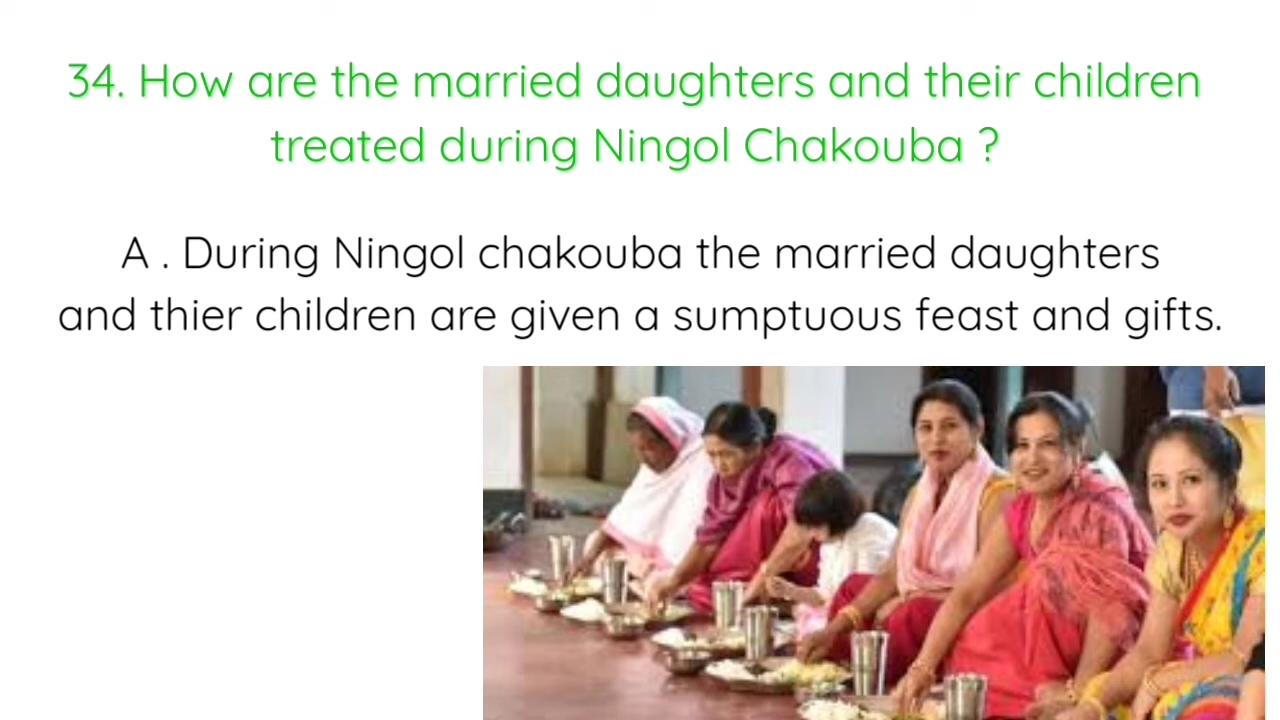 34. How are the married daughters and their children
treated during Ningol Chakouba ?
A . During Ningol chakouba the married daughters
and thier children are given a sumptuous feast and gifts.